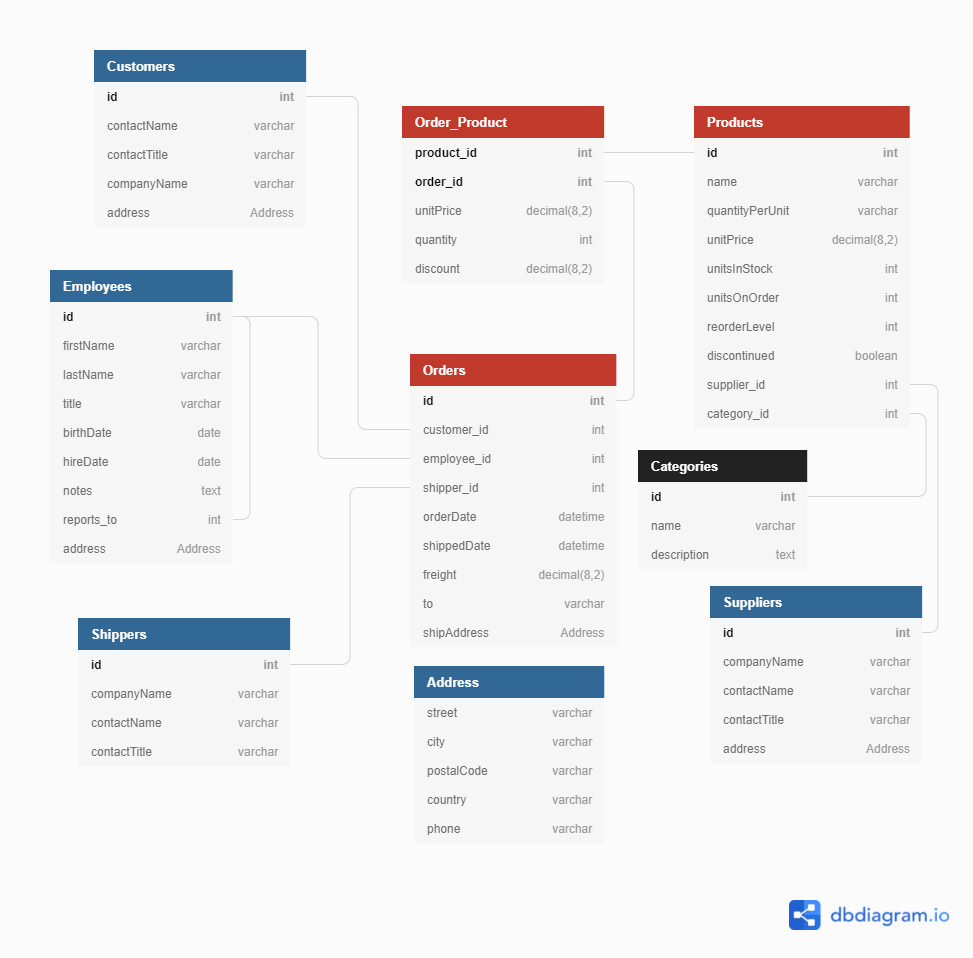 Customers
id int
contactName varchar
contactTitle varchar
companyName varchar
address Address
Order_Product
product_id int
order_id int
unitPrice decimal(8,2)
quantity int
discount decimal(8,2)
Products
id int
name varchar
quantityPerUnit varchar
unitPrice decimal(8,2)
unitsInStock int
unitsOnOrder int
reorderLevel int
discontinued boolean
supplier_id int
category_id int
Employees
id int
firstName varchar
lastName varchar
title varchar
birthDate date
hireDate date
notes text
reports_to int
address Address
Orders
id int
customer_id int
employee_id int
shipper_id int
orderDate datetime
shippedDate datetime
freight decimal(8,2)
to varchar
shipAddress Address
Categories
id int
name varchar
description text
Suppliers
id int
companyName varchar
contactName varchar
contactTitle varchar
address Address
Shippers
id int
companyName varchar
contactName varchar
contactTitle varchar
Address
street varchar
city varchar
postalCode varchar
country varchar
phone varchar
dbdiagram.io